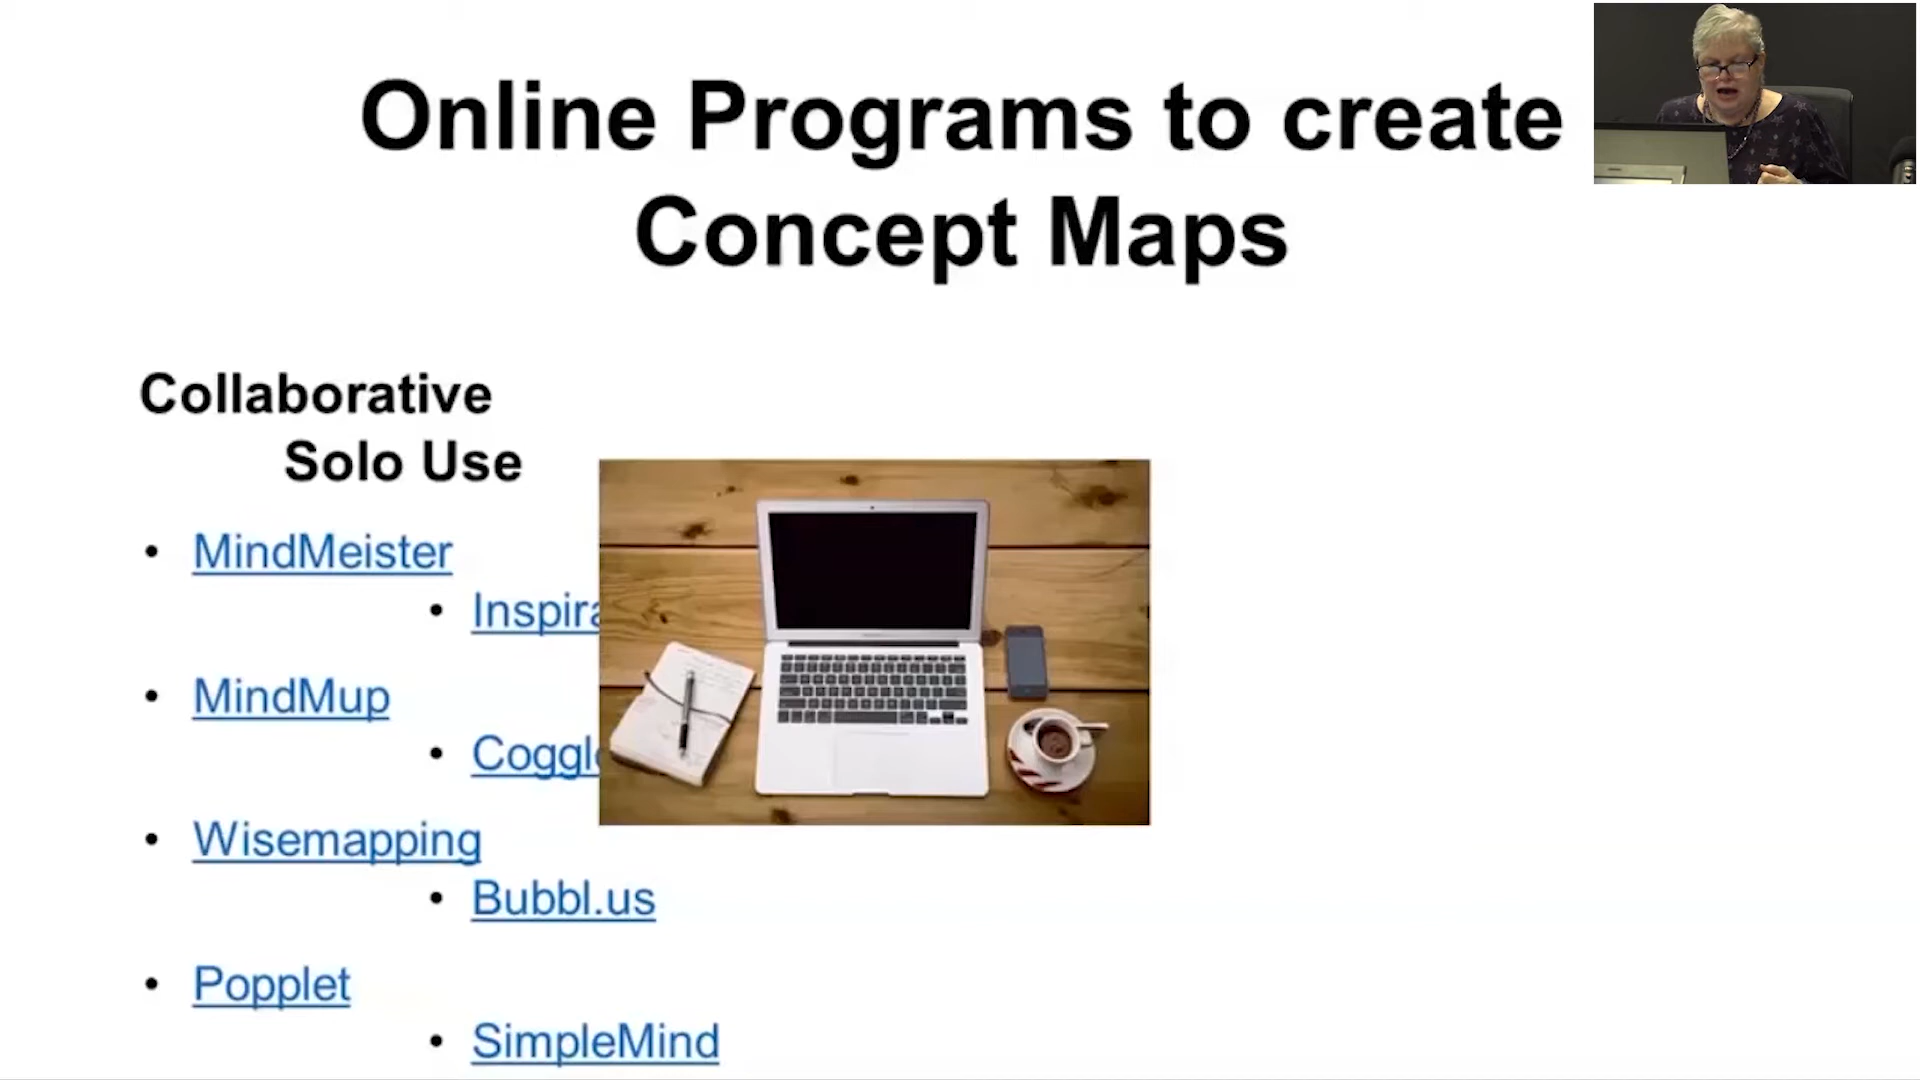 Online Programs to create
Concept Maps
Collaborative
Solo Use
• MindMeister
• Inspira
• MindMup
• Coggl
• Wisemapping
• Bubbl.us
• Popplet
• SimpleMind